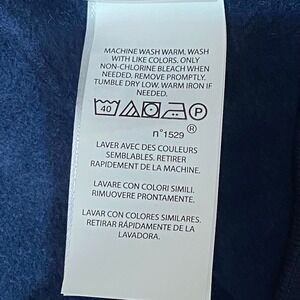 MACHINE WASH WARM. WASH
WITH LIKE COLORS. ONLY
NON-CHLORINE BLEACH WHEN
NEEDED. REMOVE PROMPTLY.
TUMBLE DRY LOW. WARM IRON IF
NEEDED.
40 P
n°1529 ®
LAVER AVEC DES COULEURS
SEMBLABLES. RETIRER
RAPIDEMENT DE LA MACHINE.
LAVARE CON COLORI SIMILI.
RIMUOVERE PRONTAMENTE.
LAVAR CON COLORES SIMILARES.
RETIRAR RÁPIDAMENTE DE LA
LAVADORA.